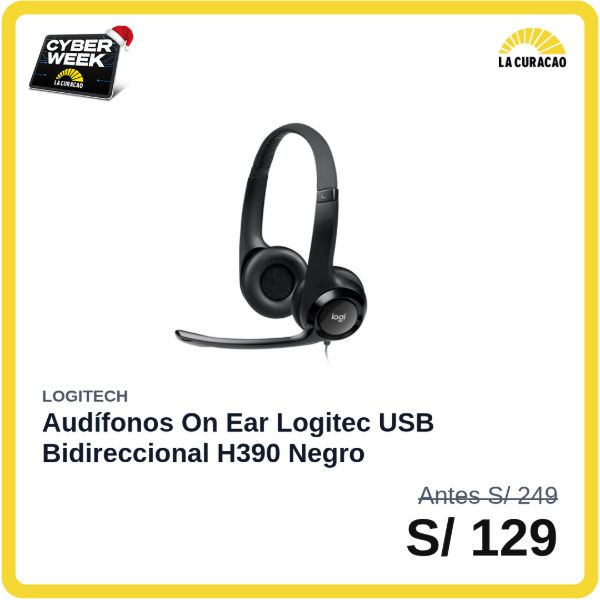 CYBER
WEEK
LA CURACAO
LA CURACAO
logi
LOGITECH
Audífonos On Ear Logitec USB
Bidireccional H390 Negro
Antes S/ 249
S/ 129